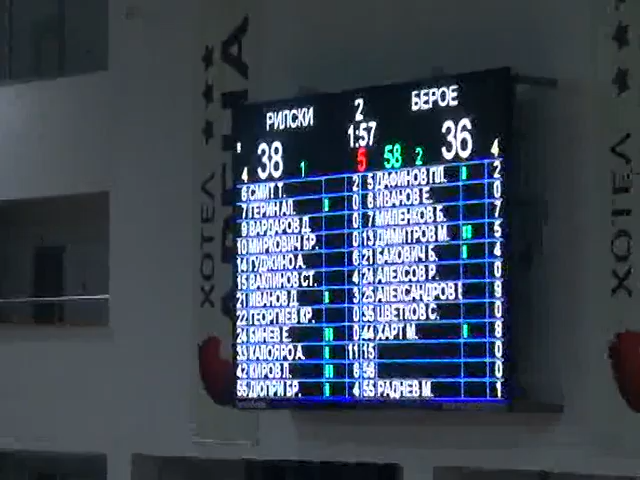 РИЛСКИ 2 БЕРОЕ
38 1:57 36
4 1 5 58 2 4
6 СМИТ Т. 2 5 ДАФИНОВ ПЛ. 2
7 ГЕРИН АЛ. 0 6 ИВАНОВ Е. 0
9 ВАРДАРОВ Д. 0 7 МИЛЕНКОВ Б. 7
10 МИРКОВИЧ БР. 0 13 ДИМИТРОВ М. 5
14 ГУДЖИНО А. 6 21 БАКОВИЧ Б. 4
15 ВАКЛИНОВ СТ. 4 24 АЛЕКСОВ Р. 0
21 ИВАНОВ Д. 3 25 АЛЕКСАНДРОВ 9
22 ГЕОРГИЕВ КР. 0 35 ЦВЕТКОВ С. 0
24 БИНЕВ Е. 0 44 ХАРТ М. 8
33 КАПОЯРО А. 11 15 0
42 КИРОВ Л. 6 0
55 ДЮПРИ БР. 4 55 РАДНЕВ М. 1
ХОТЕЛ
АРЕНА
ХОТЕЛ